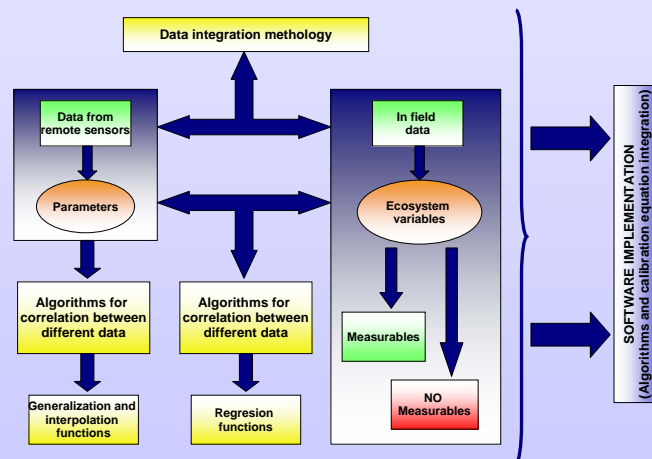 Data integration methology
Data from
remote sensors
In field
data
Parameters
Ecosystem
variables
Algorithms for
correlation between
different data
Algorithms for
correlation between
different data
Measurables
Generalization and
interpolation
functions
Regresion
functions
NO
Measurables
SOFTWARE IMPLEMENTATION
(Algorithms and calibration equation integration)